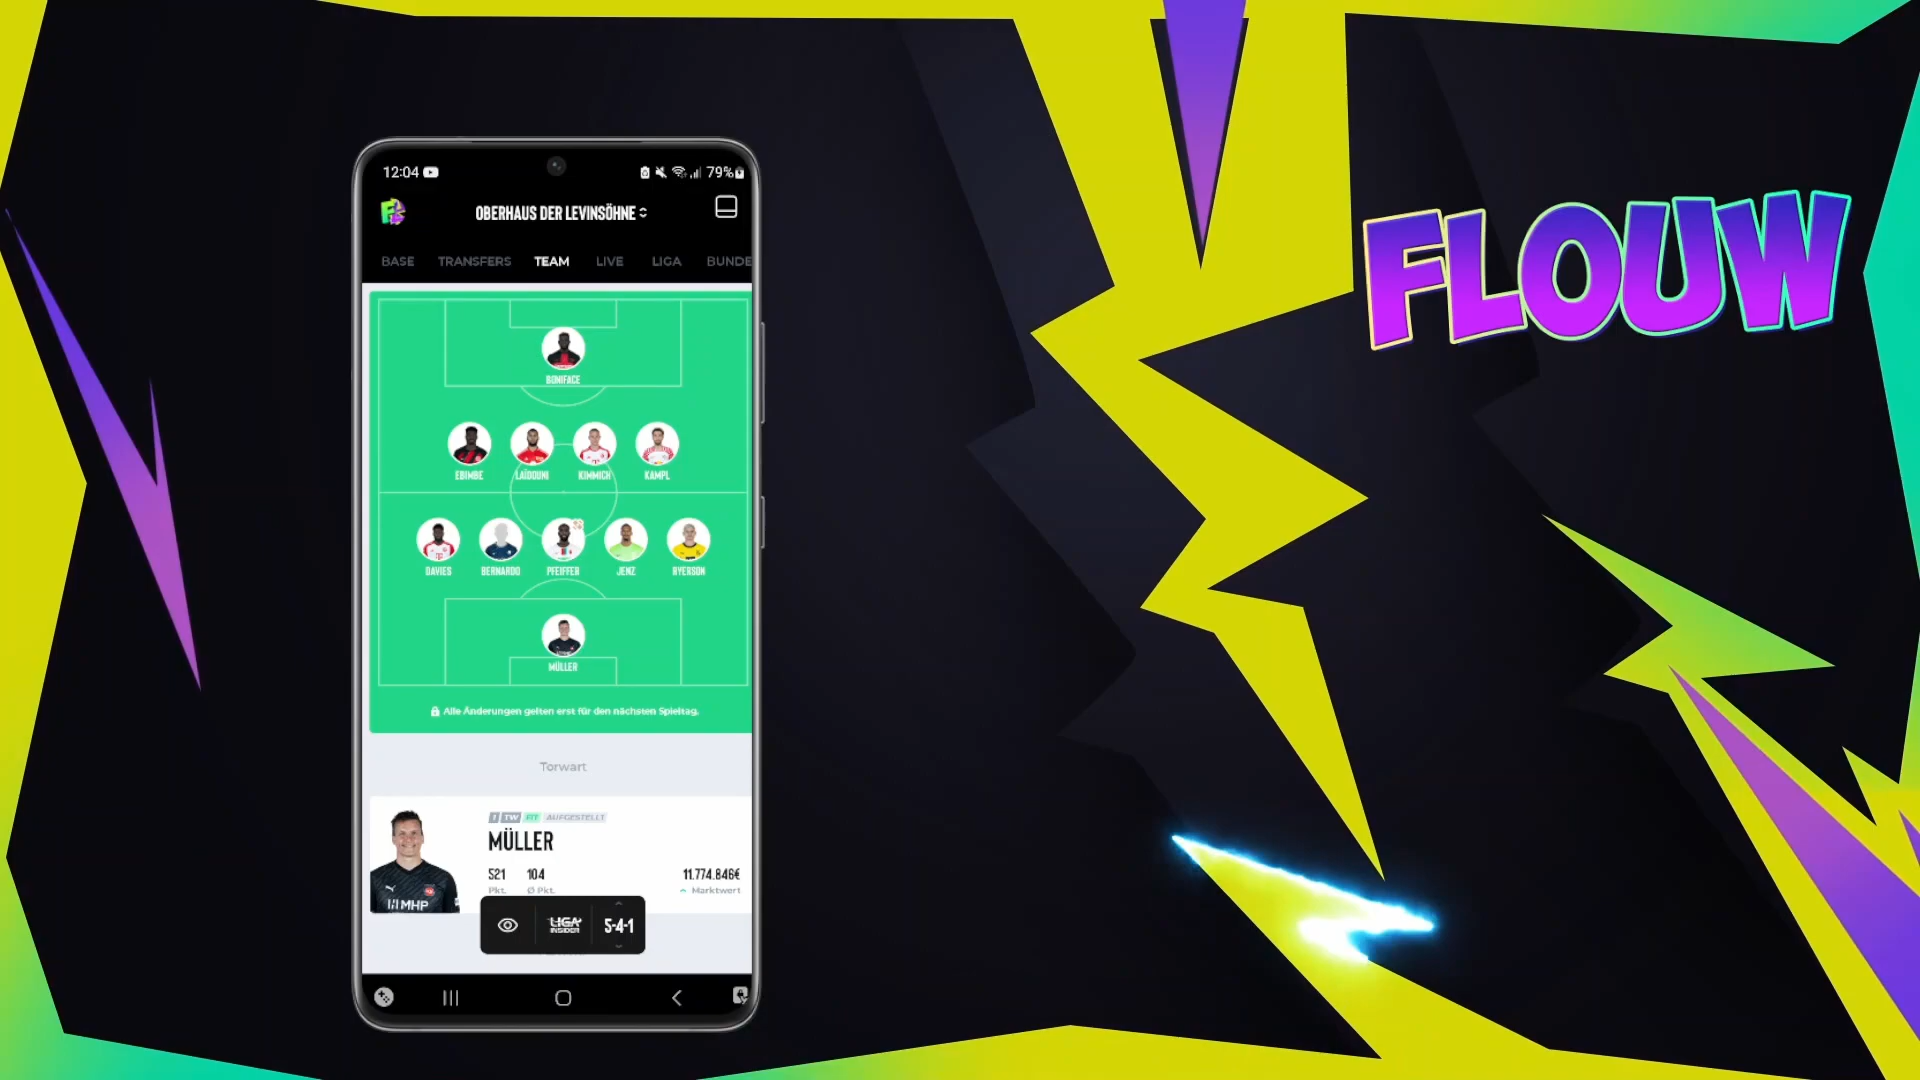 FLOUW
12:04
79%
OBERHAUS DER LEVINSÖHNE
BASE TRANSFERS TEAM LIVE LIGA BUNDE
BONIFACE
EBIMBE LAÏDOUNI KIMMICH KAMPL
DAVIES BERNARDO PFEIFFER JENZ RYERSON
MÜLLER
Alle Änderungen gelten erst für den nächsten Spieltag.
Torwart
1 TW FIT AUFGESTELLT
MÜLLER
521 104 11.774.846€
Pkt. Ø Pkt. Marktwert
MHP
LIGA INSIDER
5-4-1